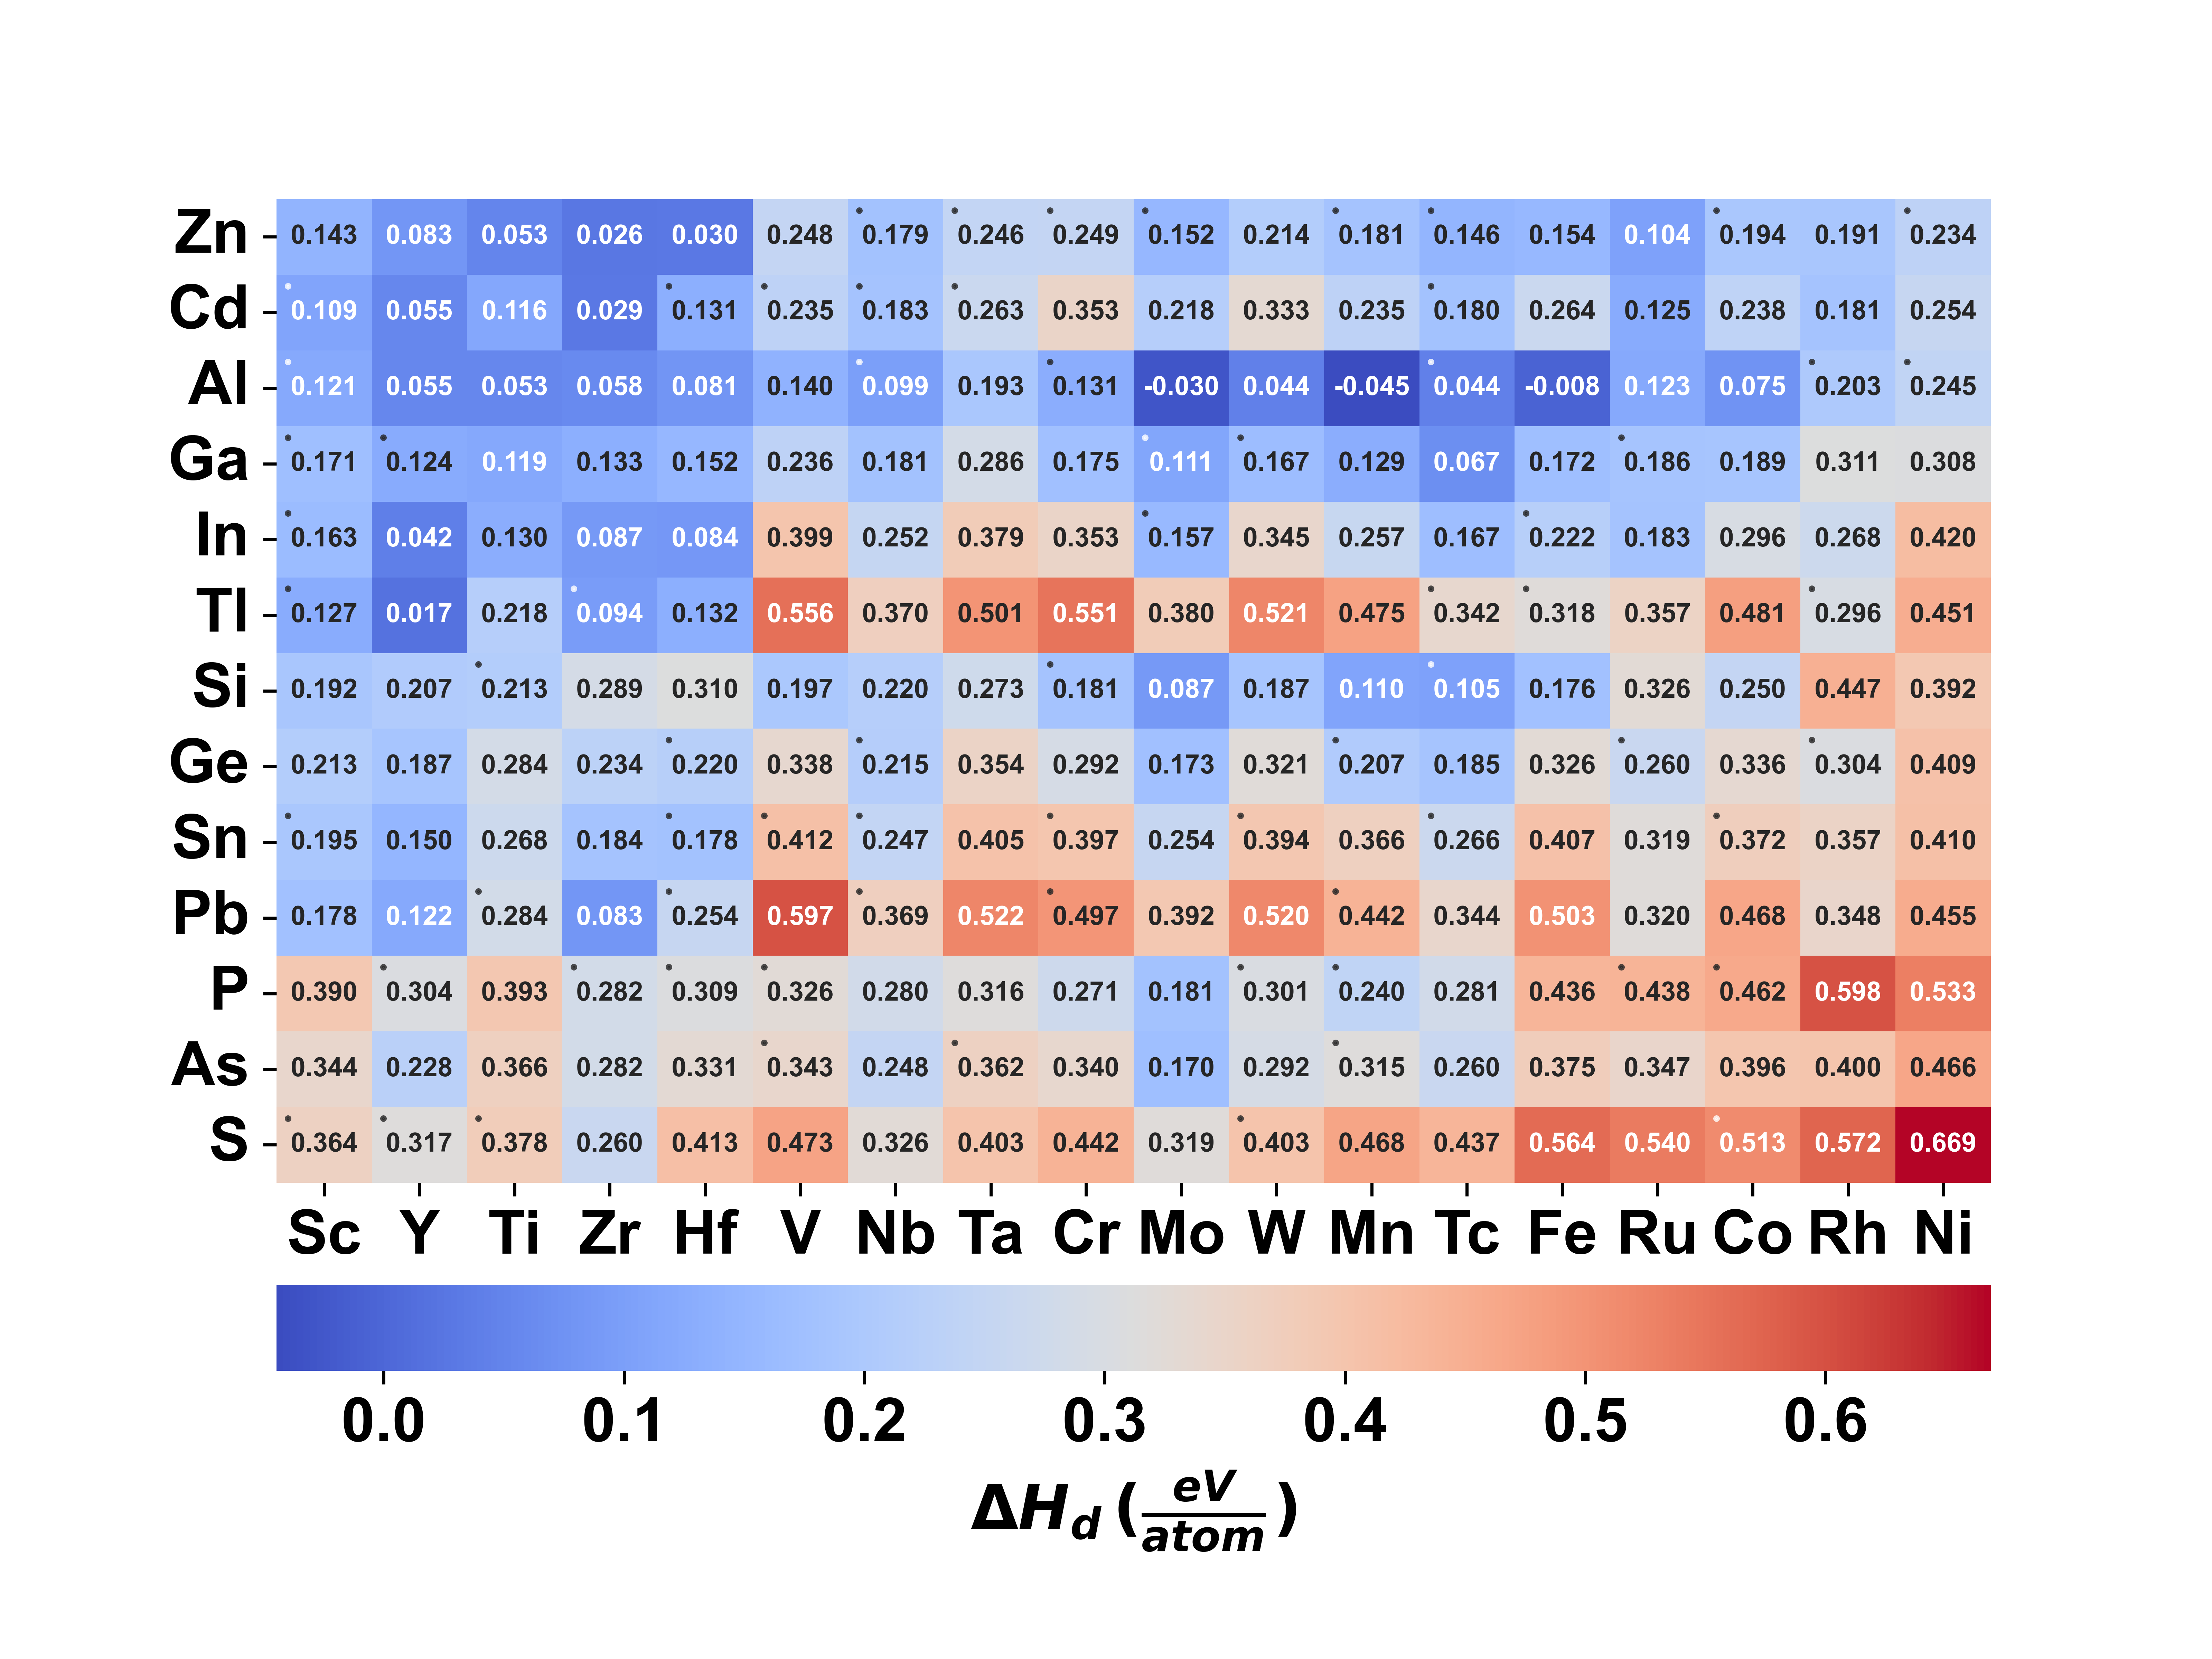 Zn 0.143 0.083 0.053 0.026 0.030 0.248 0.179 0.246 0.249 0.152 0.214 0.181 0.146 0.154 0.104 0.194 0.191 0.234
Cd 0.109 0.055 0.116 0.029 0.131 0.235 0.183 0.263 0.353 0.218 0.333 0.235 0.180 0.264 0.125 0.238 0.181 0.254
Al 0.121 0.055 0.053 0.058 0.081 0.140 0.099 0.193 0.131 -0.030 0.044 -0.045 0.044 -0.008 0.123 0.075 0.203 0.245
Ga 0.171 0.124 0.119 0.133 0.152 0.236 0.181 0.286 0.175 0.111 0.167 0.129 0.067 0.172 0.186 0.189 0.311 0.308
In 0.163 0.042 0.130 0.087 0.084 0.399 0.252 0.379 0.353 0.157 0.345 0.257 0.167 0.222 0.183 0.296 0.268 0.420
Tl 0.127 0.017 0.218 0.094 0.132 0.556 0.370 0.501 0.551 0.380 0.521 0.475 0.342 0.318 0.357 0.481 0.296 0.451
Si 0.192 0.207 0.213 0.289 0.310 0.197 0.220 0.273 0.181 0.087 0.187 0.110 0.105 0.176 0.326 0.250 0.447 0.392
Ge 0.213 0.187 0.284 0.234 0.220 0.338 0.215 0.354 0.292 0.173 0.321 0.207 0.185 0.326 0.260 0.336 0.304 0.409
Sn 0.195 0.150 0.268 0.184 0.178 0.412 0.247 0.405 0.397 0.254 0.394 0.366 0.266 0.407 0.319 0.372 0.357 0.410
Pb 0.178 0.122 0.284 0.083 0.254 0.597 0.369 0.522 0.497 0.392 0.520 0.442 0.344 0.503 0.320 0.468 0.348 0.455
P 0.390 0.304 0.393 0.282 0.309 0.326 0.280 0.316 0.271 0.181 0.301 0.240 0.281 0.436 0.438 0.462 0.598 0.533
As 0.344 0.228 0.366 0.282 0.331 0.343 0.248 0.362 0.340 0.170 0.292 0.315 0.260 0.375 0.347 0.396 0.400 0.466
S 0.364 0.317 0.378 0.260 0.413 0.473 0.326 0.403 0.442 0.319 0.403 0.468 0.437 0.564 0.540 0.513 0.572 0.669
Sc Y Ti Zr Hf V Nb Ta Cr Mo W Mn Tc Fe Ru Co Rh Ni
0.0 0.1 0.2 0.3 0.4 0.5 0.6
ΔH_d (eV/atom)